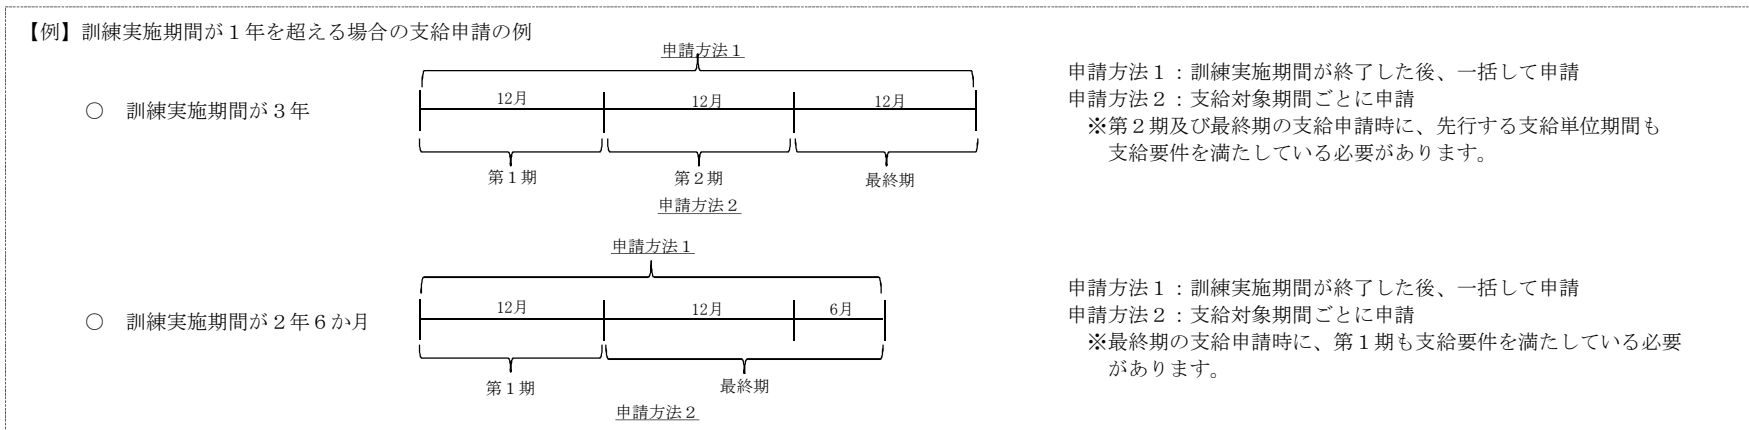 【例】訓練実施期間が１年を超える場合の支給申請の例
申請方法１
12月 12月 12月
○ 訓練実施期間が３年
第１期 第２期 最終期
申請方法２
申請方法１：訓練実施期間が終了した後、一括して申請
申請方法２：支給対象期間ごとに申請
※第２期及び最終期の支給申請時に、先行する支給単位期間も
支給要件を満たしている必要があります。
申請方法１
12月 12月 6月
○ 訓練実施期間が２年６か月
第１期 最終期
申請方法２
申請方法１：訓練実施期間が終了した後、一括して申請
申請方法２：支給対象期間ごとに申請
※最終期の支給申請時に、第１期も支給要件を満たしている必要
があります。